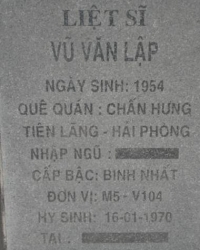 LIỆT SĨ
VŨ VĂN LẬP
NGÀY SINH: 1954
QUÊ QUÁN : CHẤN HƯNG
TIÊN LÃNG - HẢI PHÒNG
NHẬP NGŨ :
CẤP BẬC: BINH NHẤT
ĐƠN VỊ: M5 - V104
HY SINH: 16-01-1970
TẠI :